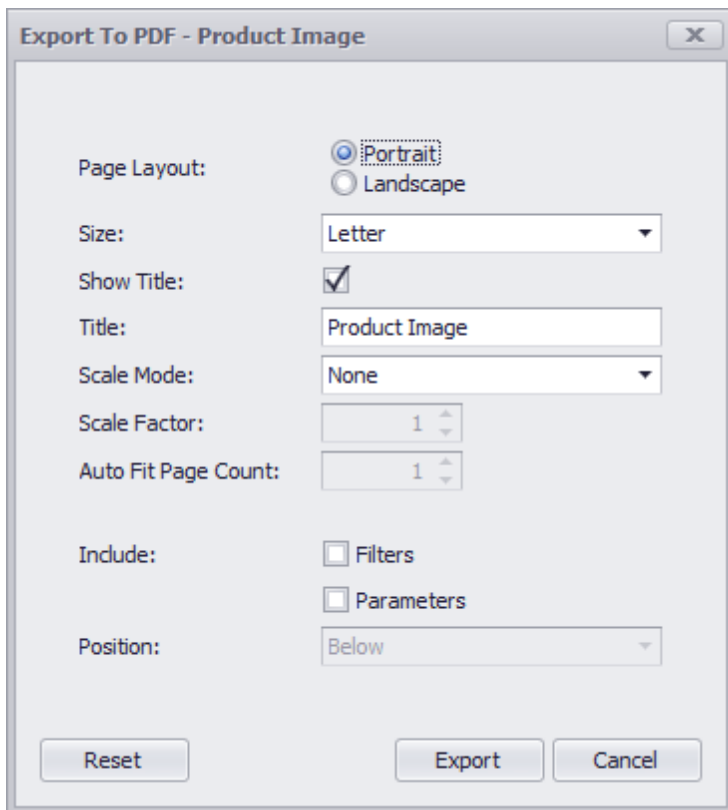 Export To PDF - Product Image
Page Layout:
Portrait
Landscape
Size: Letter
Show Title:
Title: Product Image
Scale Mode: None
Scale Factor: 1
Auto Fit Page Count: 1
Include: Filters
Parameters
Position: Below
Reset Export Cancel